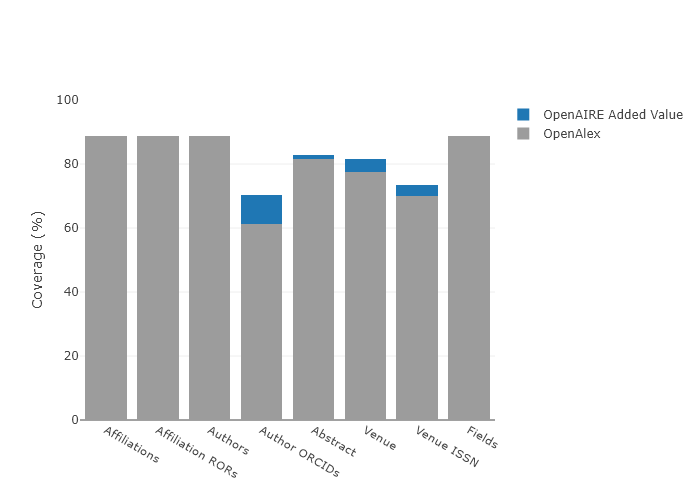 100
80
60
40
20
0
Coverage (%)
Affiliations
Affiliation RORs
Authors
Author ORCIDs
Abstract
Venue
Venue ISSN
Fields
OpenAIRE Added Value
OpenAlex